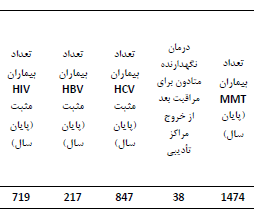 تعداد
بیماران
MMT
(پایان
سال)
درمان
نگهدارنده
متادون برای
مراقبت بعد
از خروج
مراکز
تأدیبی
تعداد
بیماران
HCV
مثبت
(پایان
سال)
تعداد
بیماران
HBV
مثبت
(پایان
سال)
تعداد
بیماران
HIV
مثبت
(پایان
سال)
1474
38
847
217
719